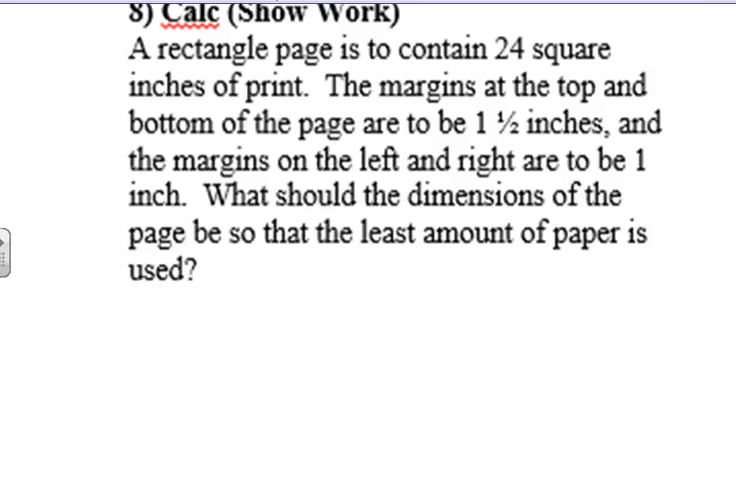 8) Calc (Show Work)
A rectangle page is to contain 24 square
inches of print.  The margins at the top and
bottom of the page are to be 1 ½ inches, and
the margins on the left and right are to be 1
inch.  What should the dimensions of the
page be so that the least amount of paper is
used?